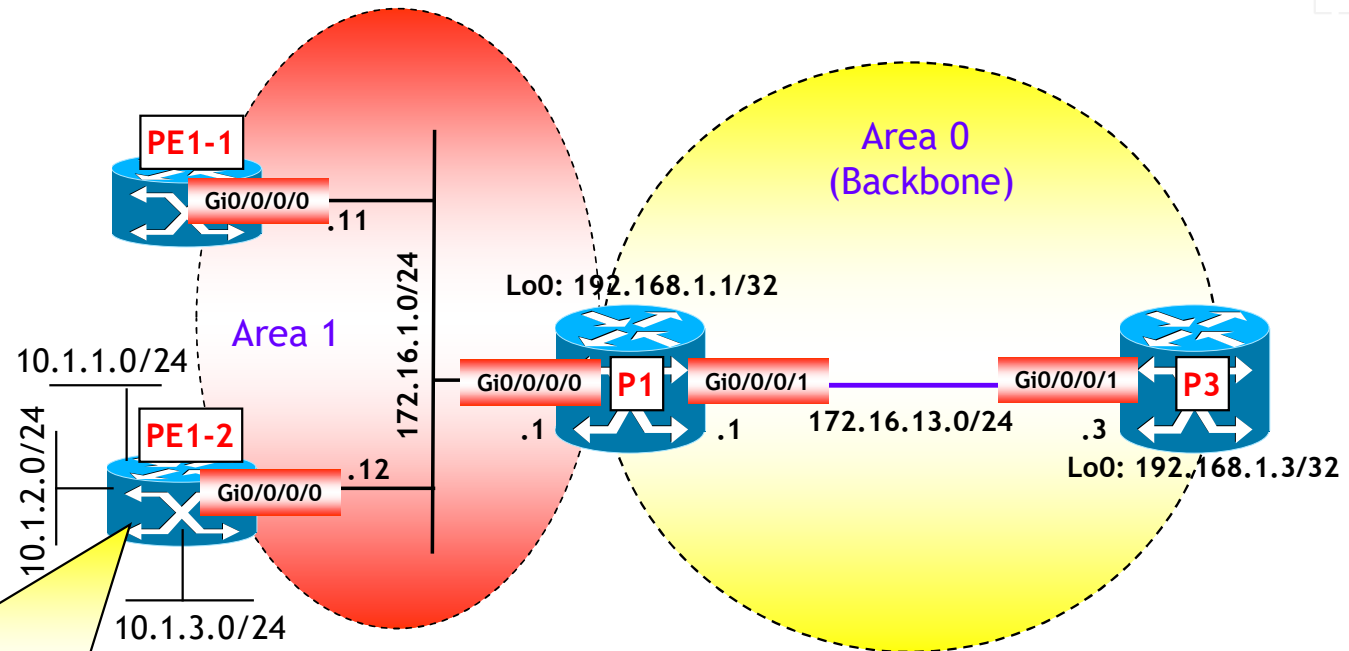 Area 0
(Backbone)
PE1-1
Gi0/0/0/0
.11
172.16.1.0/24
Lo0: 192.168.1.1/32
Area 1
10.1.1.0/24
Gi0/0/0/0
P1
Gi0/0/0/1
Gi0/0/0/1
P3
172.16.13.0/24
.1
.1
.3
10.1.2.0/24
PE1-2
.12
Gi0/0/0/0
Lo0: 192.168.1.3/32
10.1.3.0/24